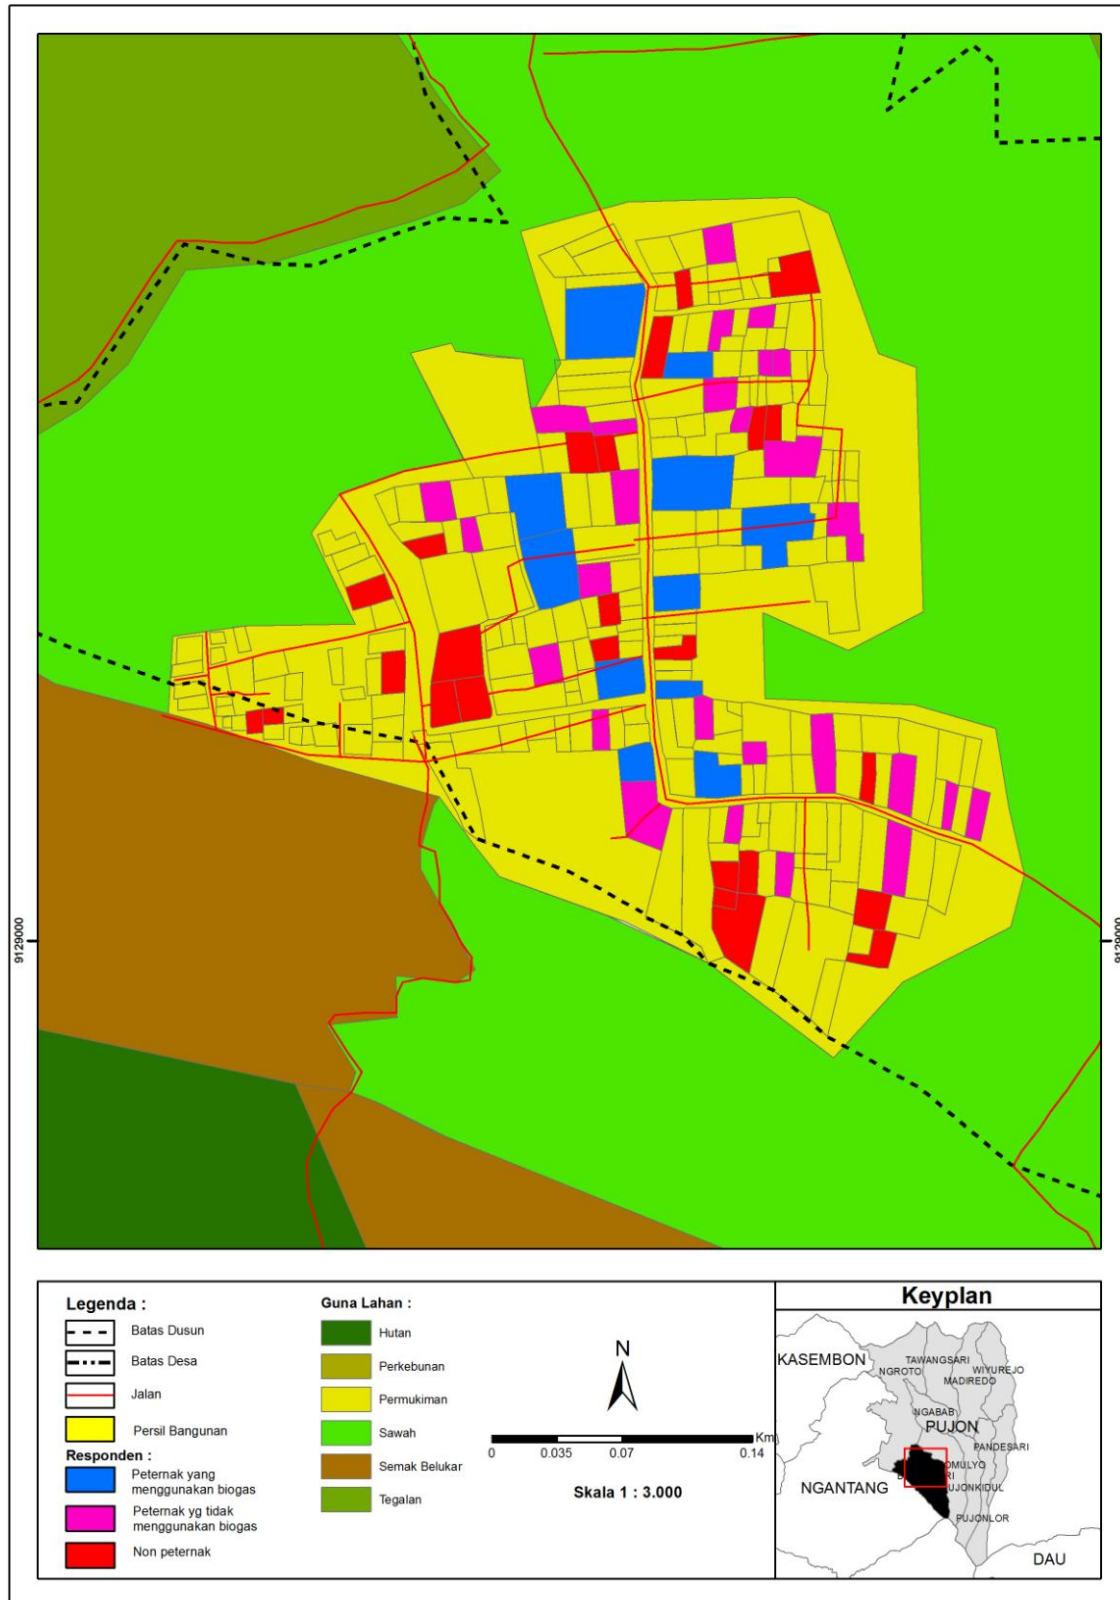 9129000
9129000
Legenda :
Batas Dusun
Batas Desa
Jalan
Persil Bangunan
Responden :
Peternak yang
menggunakan biogas
Peternak yg tidak
menggunakan biogas
Non peternak
Guna Lahan :
Hutan
Perkebunan
Permukiman
Sawah
Semak Belukar
Tegalan
N
Km
0 0.035 0.07 0.14
Skala 1 : 3.000
Keyplan
KASEMBON
TAWANGSARI
NGROTO
WIYUREJO
MADIREDO
NGABAB
PUJON
PANDESARI
OMULYO
RI
NGANTANG
UJONKIDUL
PUJONLOR
DAU